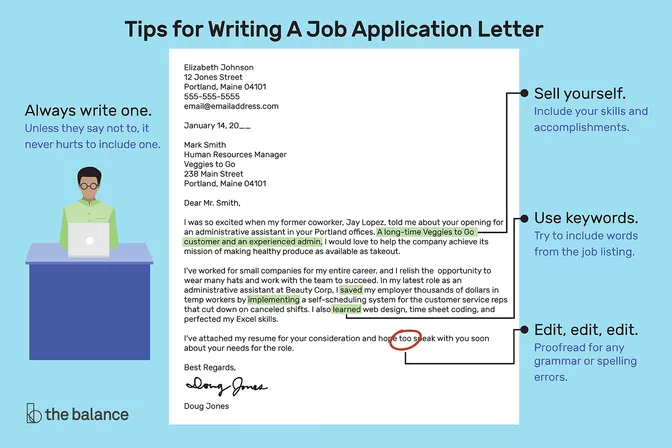 Tips for Writing A Job Application Letter
Always write one.
Unless they say not to, it
never hurts to include one.
Elizabeth Johnson
12 Jones Street
Portland, Maine 04101
555-555-5555
email@emailaddress.com
January 14, 20__
Mark Smith
Human Resources Manager
Veggies to Go
238 Main Street
Portland, Maine 04101
Dear Mr. Smith,
I was so excited when my former coworker, Jay Lopez, told me about your opening for
an administrative assistant in your Portland offices. A long-time Veggies to Go
customer and an experienced admin, I would love to help the company achieve its
mission of making healthy produce as available as takeout.
I've worked for small companies for my entire career, and I relish the opportunity to
wear many hats and work with the team to succeed. In my latest role as an
administrative assistant at Beauty Corp, I saved my employer thousands of dollars in
temp workers by implementing a self-scheduling system for the customer service reps
that cut down on canceled shifts. I also learned web design, time sheet coding, and
perfected my Excel skills.
I've attached my resume for your consideration and hope too speak with you soon
about your needs for the role.
Best Regards,
Doug Jones
Doug Jones
Sell yourself.
Include your skills and
accomplishments.
Use keywords.
Try to include words
from the job listing.
Edit, edit, edit.
Proofread for any
grammar or spelling
errors.
the balance